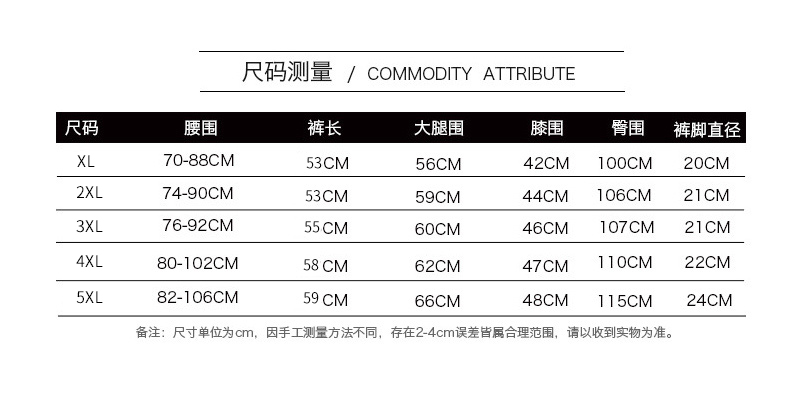 尺码测量 / COMMODITY ATTRIBUTE
尺码 腰围 裤长 大腿围 膝围 臀围 裤脚直径
XL 70-88CM 53CM 56CM 42CM 100CM 20CM
2XL 74-90CM 53CM 59CM 44CM 106CM 21CM
3XL 76-92CM 55CM 60CM 46CM 107CM 21CM
4XL 80-102CM 58 CM 62CM 47CM 110CM 22CM
5XL 82-106CM 59 CM 66CM 48CM 115CM 24CM
备注：尺寸单位为cm，因手工测量方法不同，存在2-4cm误差皆属合理范围，请以收到实物为准。